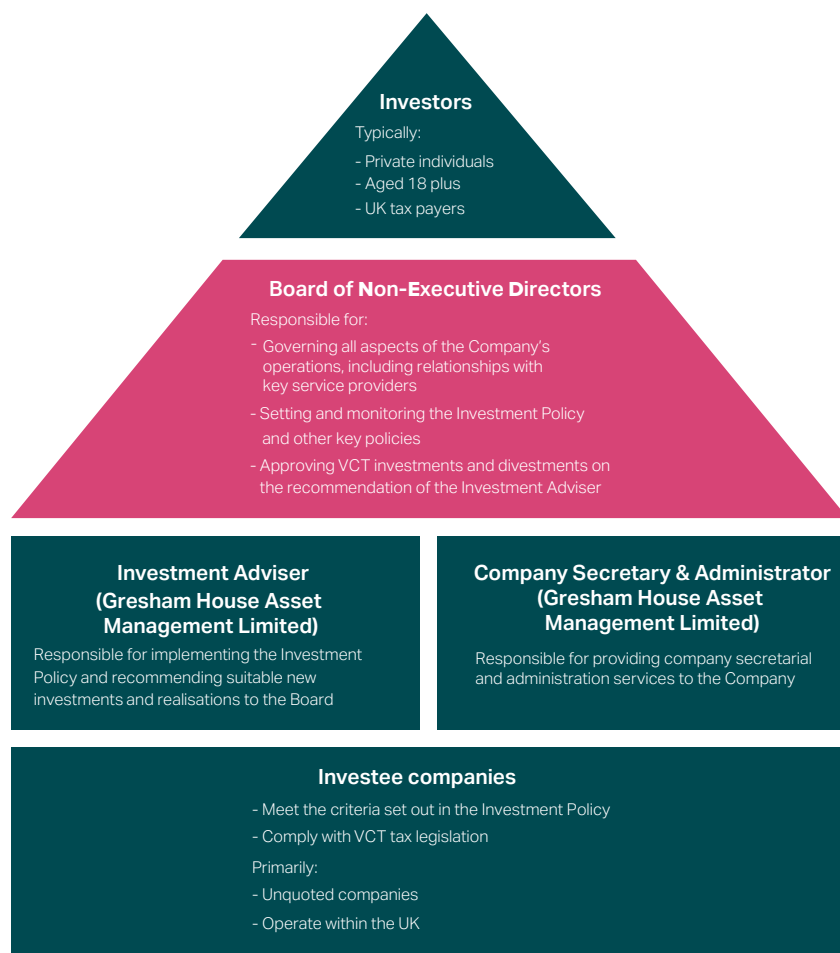 Investors
Typically:
- Private individuals
- Aged 18 plus
- UK tax payers
Board of Non-Executive Directors
Responsible for:
- Governing all aspects of the Company’s
operations, including relationships with
key service providers
- Setting and monitoring the Investment Policy
and other key policies
- Approving VCT investments and divestments on
the recommendation of the Investment Adviser
Investment Adviser
(Gresham House Asset
Management Limited)
Responsible for implementing the Investment
Policy and recommending suitable new
investments and realisations to the Board
Company Secretary & Administrator
(Gresham House Asset
Management Limited)
Responsible for providing company secretarial
and administration services to the Company
Investee companies
- Meet the criteria set out in the Investment Policy
- Comply with VCT tax legislation
Primarily:
- Unquoted companies
- Operate within the UK